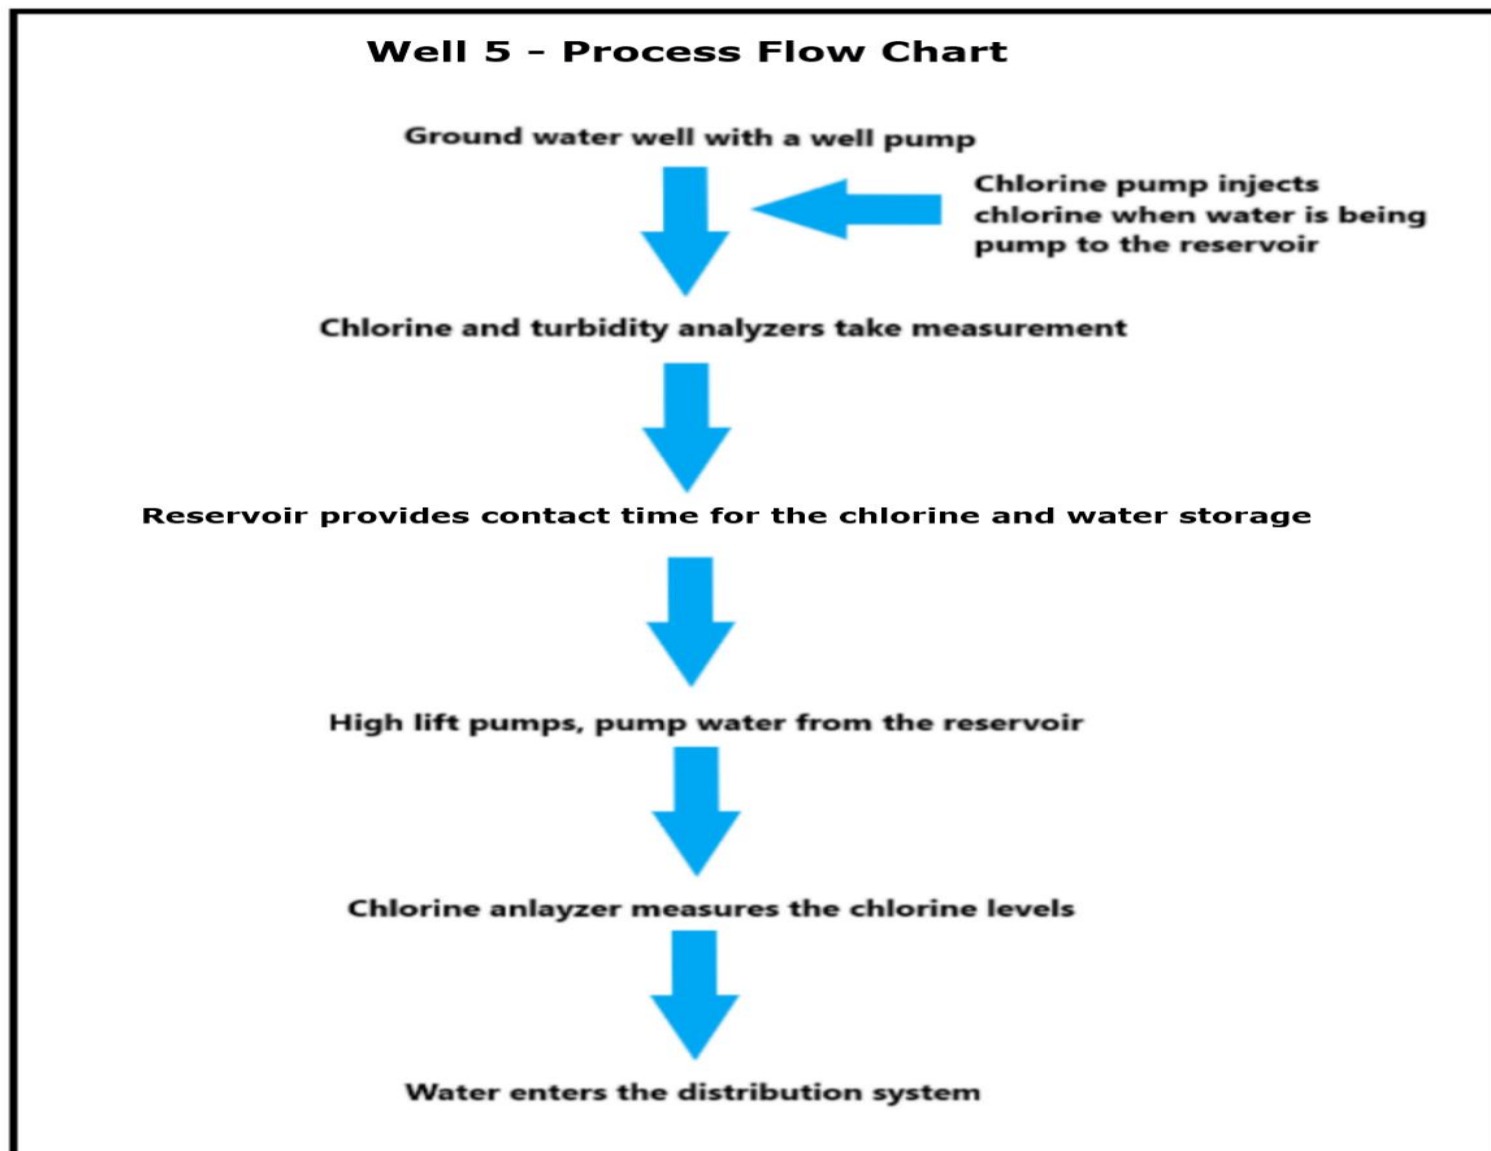 Well 5 – Process Flow Chart
Ground water well with a well pump
Chlorine pump injects
chlorine when water is being
pump to the reservoir
Chlorine and turbidity analyzers take measurement
Reservoir provides contact time for the chlorine and water storage
High lift pumps, pump water from the reservoir
Chlorine anlayzer measures the chlorine levels
Water enters the distribution system